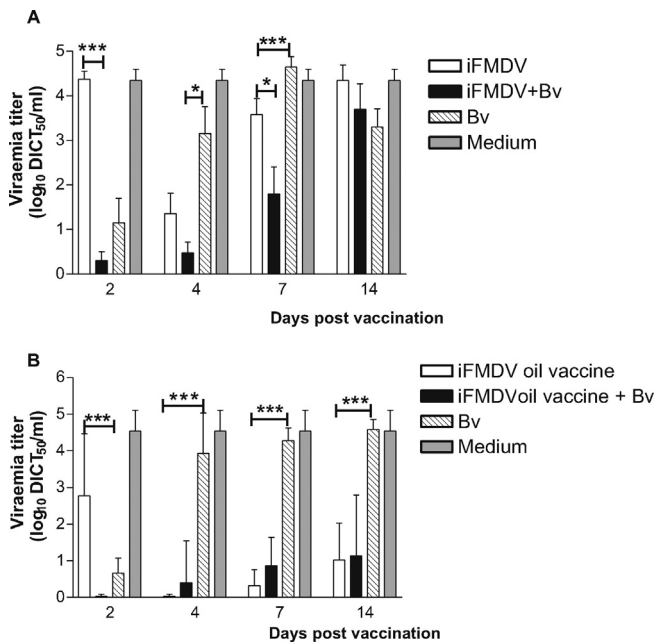 A
Viraemia titer
(log10 DICT50/ml)
5
4
3
2
1
0
***
*
*
***
2 4 7 14
Days post vaccination
iFMDV
iFMDV+Bv
Bv
Medium
B
Viraemia titer
(log10 DICT50/ml)
6
5
4
3
2
1
0
***
***
***
***
2 4 7 14
Days post vaccination
iFMDV oil vaccine
iFMDVoil vaccine + Bv
Bv
Medium